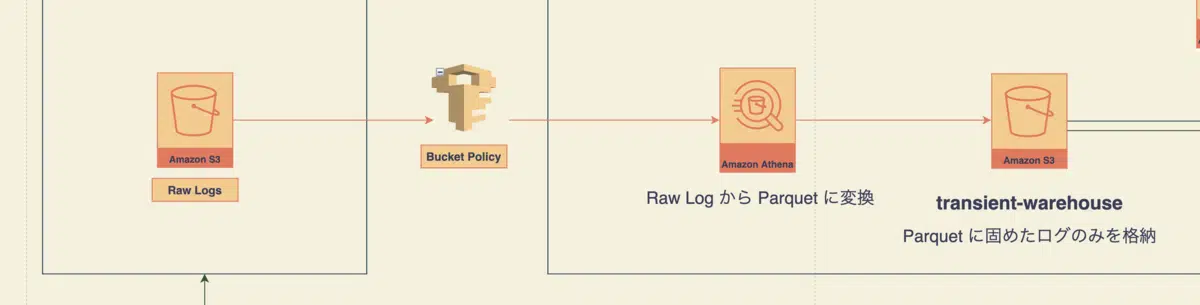 Amazon S3
Raw Logs
Bucket Policy
Amazon Athena
Raw Log から Parquet に変換
Amazon S3
transient-warehouse
Parquet に固めたログのみを格納